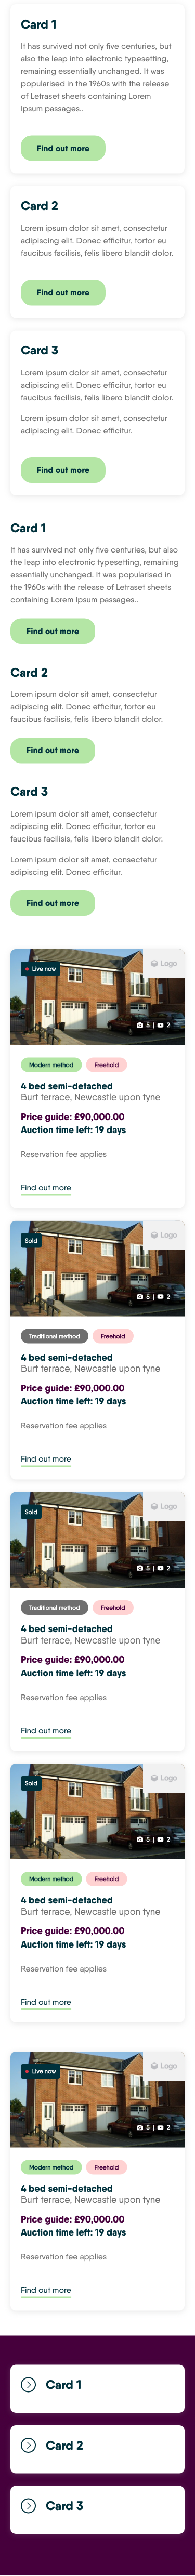 Card 1
It has survived not only five centuries, but
also the leap into electronic typesetting,
remaining essentially unchanged. It was
popularised in the 1960s with the release
of Letraset sheets containing Lorem
Ipsum passages..
Find out more
Card 2
Lorem ipsum dolor sit amet, consectetur
adipiscing elit. Donec efficitur, tortor eu
faucibus facilisis, felis libero blandit dolor.
Find out more
Card 3
Lorem ipsum dolor sit amet, consectetur
adipiscing elit. Donec efficitur, tortor eu
faucibus facilisis, felis libero blandit dolor.
Lorem ipsum dolor sit amet, consectetur
adipiscing elit. Donec efficitur.
Find out more
Card 1
It has survived not only five centuries, but also
the leap into electronic typesetting, remaining
essentially unchanged. It was popularised in
the 1960s with the release of Letraset sheets
containing Lorem Ipsum passages..
Find out more
Card 2
Lorem ipsum dolor sit amet, consectetur
adipiscing elit. Donec efficitur, tortor eu
faucibus facilisis, felis libero blandit dolor.
Find out more
Card 3
Lorem ipsum dolor sit amet, consectetur
adipiscing elit. Donec efficitur, tortor eu
faucibus facilisis, felis libero blandit dolor.
Lorem ipsum dolor sit amet, consectetur
adipiscing elit. Donec efficitur.
Find out more
Logo
Live now
5 | 2
Modern method Freehold
4 bed semi-detached
Burt terrace, Newcastle upon tyne
Price guide: £90,000.00
Auction time left: 19 days
Reservation fee applies
Find out more
Logo
Sold
5 | 2
Traditional method Freehold
4 bed semi-detached
Burt terrace, Newcastle upon tyne
Price guide: £90,000.00
Auction time left: 19 days
Reservation fee applies
Find out more
Logo
Sold
5 | 2
Traditional method Freehold
4 bed semi-detached
Burt terrace, Newcastle upon tyne
Price guide: £90,000.00
Auction time left: 19 days
Reservation fee applies
Find out more
Logo
Sold
5 | 2
Modern method Freehold
4 bed semi-detached
Burt terrace, Newcastle upon tyne
Price guide: £90,000.00
Auction time left: 19 days
Reservation fee applies
Find out more
Logo
Live now
5 | 2
Modern method Freehold
4 bed semi-detached
Burt terrace, Newcastle upon tyne
Price guide: £90,000.00
Auction time left: 19 days
Reservation fee applies
Find out more
Card 1
Card 2
Card 3